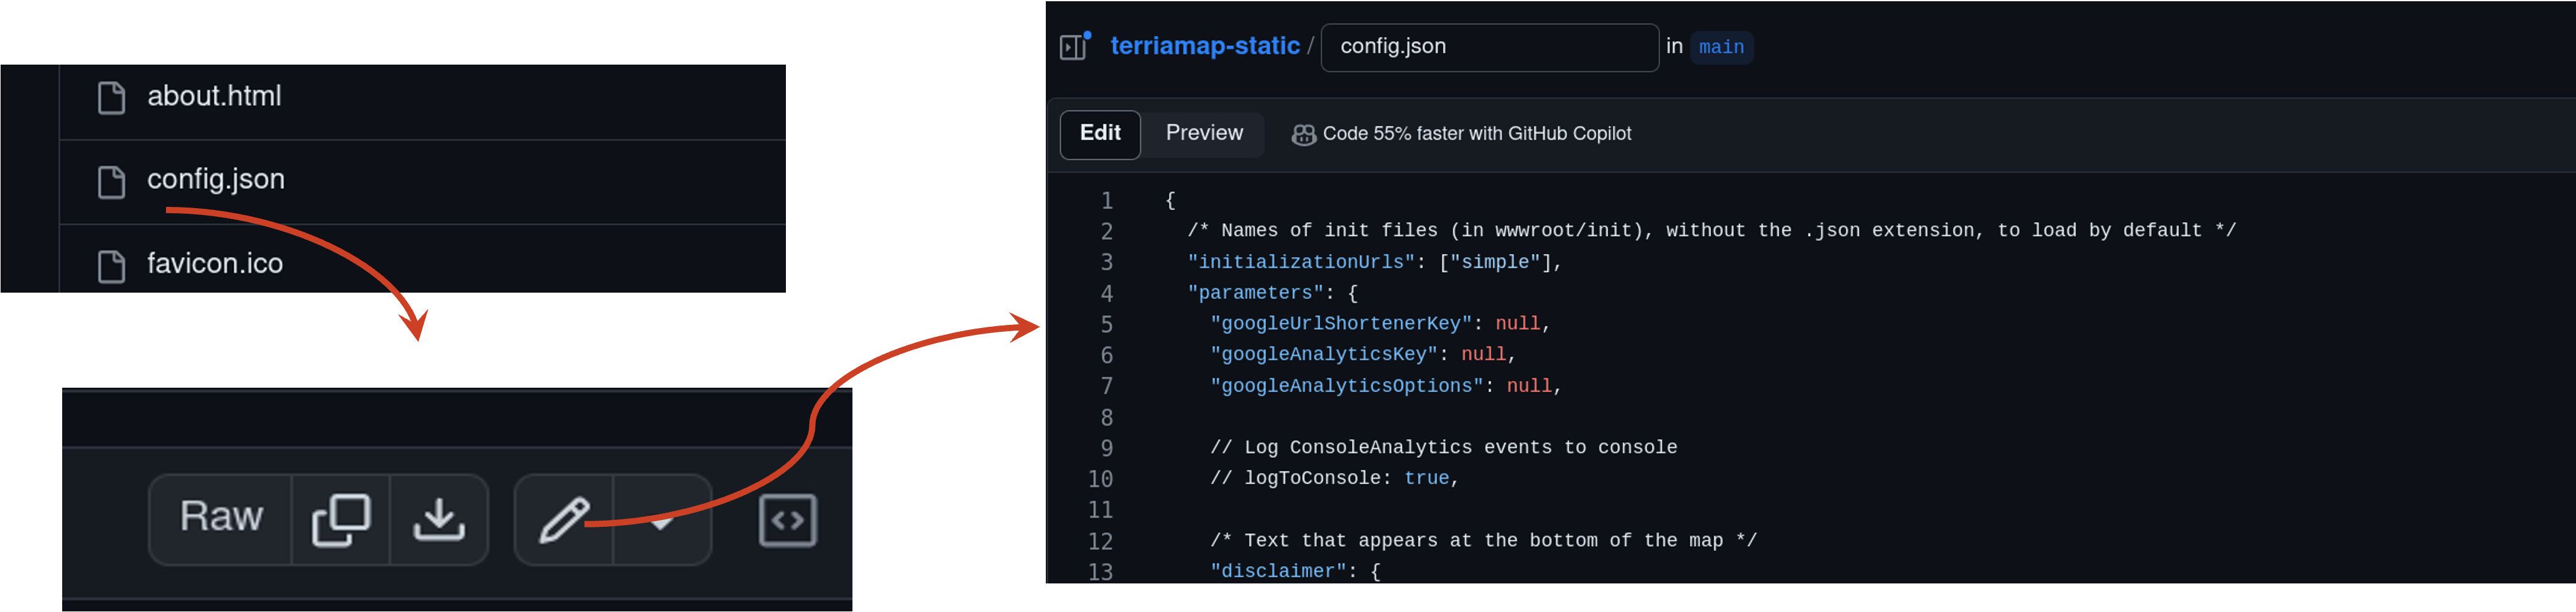 about.html
config.json
favicon.ico
Raw
terriamap-static / config.json in main
Edit Preview Code 55% faster with GitHub Copilot
1 {
2 /* Names of init files (in wwwroot/init), without the .json extension, to load by default */
3 "initializationUrls": ["simple"],
4 "parameters": {
5 "googleUrlShortenerKey": null,
6 "googleAnalyticsKey": null,
7 "googleAnalyticsOptions": null,
8
9 // Log ConsoleAnalytics events to console
10 // logToConsole: true,
11
12 /* Text that appears at the bottom of the map */
13 "disclaimer": {